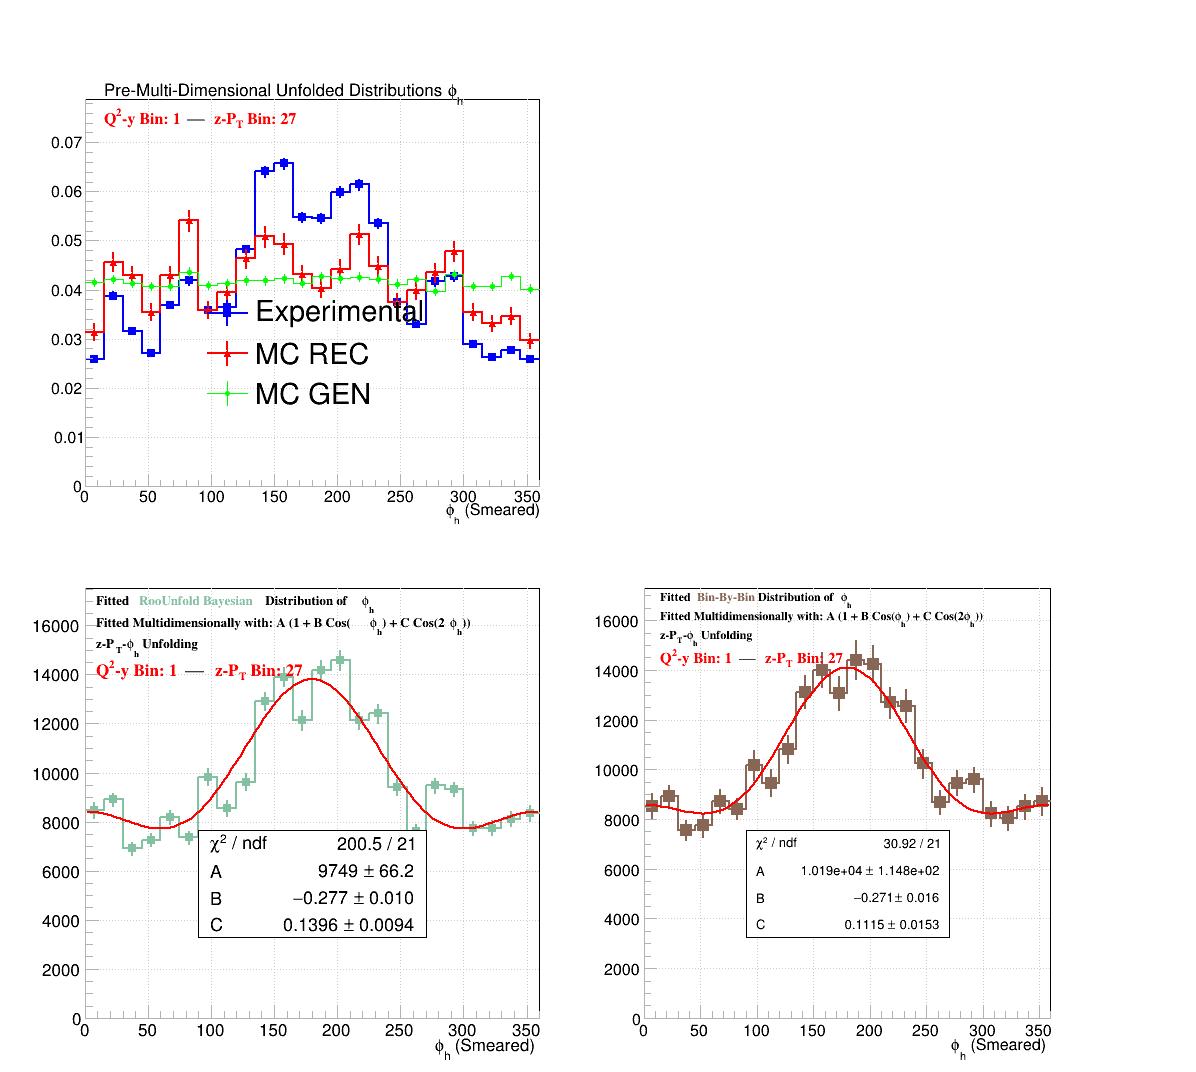 Pre-Multi-Dimensional Unfolded Distributions ϕh
Q²-y Bin: 1 — z-PT Bin: 27
0.07
0.06
0.05
0.04
0.03
0.02
0.01
0
Experimental
MC REC
MC GEN
0 50 100 150 200 250 300 350
ϕh (Smeared)
Fitted RooUnfold Bayesian Distribution of ϕh
Fitted Multidimensionally with: A (1 + B Cos( ϕh) + C Cos(2 ϕh))
z-PT-ϕh Unfolding
Q²-y Bin: 1 — z-PT Bin: 27
16000
14000
12000
10000
8000
6000
4000
2000
0
χ² / ndf 200.5 / 21
A 9749 ± 66.2
B −0.277 ± 0.010
C 0.1396 ± 0.0094
0 50 100 150 200 250 300 350
ϕh (Smeared)
Fitted Bin-By-Bin Distribution of ϕh
Fitted Multidimensionally with: A (1 + B Cos(ϕh) + C Cos(2ϕh))
z-PT-ϕh Unfolding
Q²-y Bin: 1 — z-PT Bin: 27
16000
14000
12000
10000
8000
6000
4000
2000
0
χ² / ndf 30.92 / 21
A 1.019e+04 ± 1.148e+02
B −0.271 ± 0.016
C 0.1115 ± 0.0153
0 50 100 150 200 250 300 350
ϕh (Smeared)